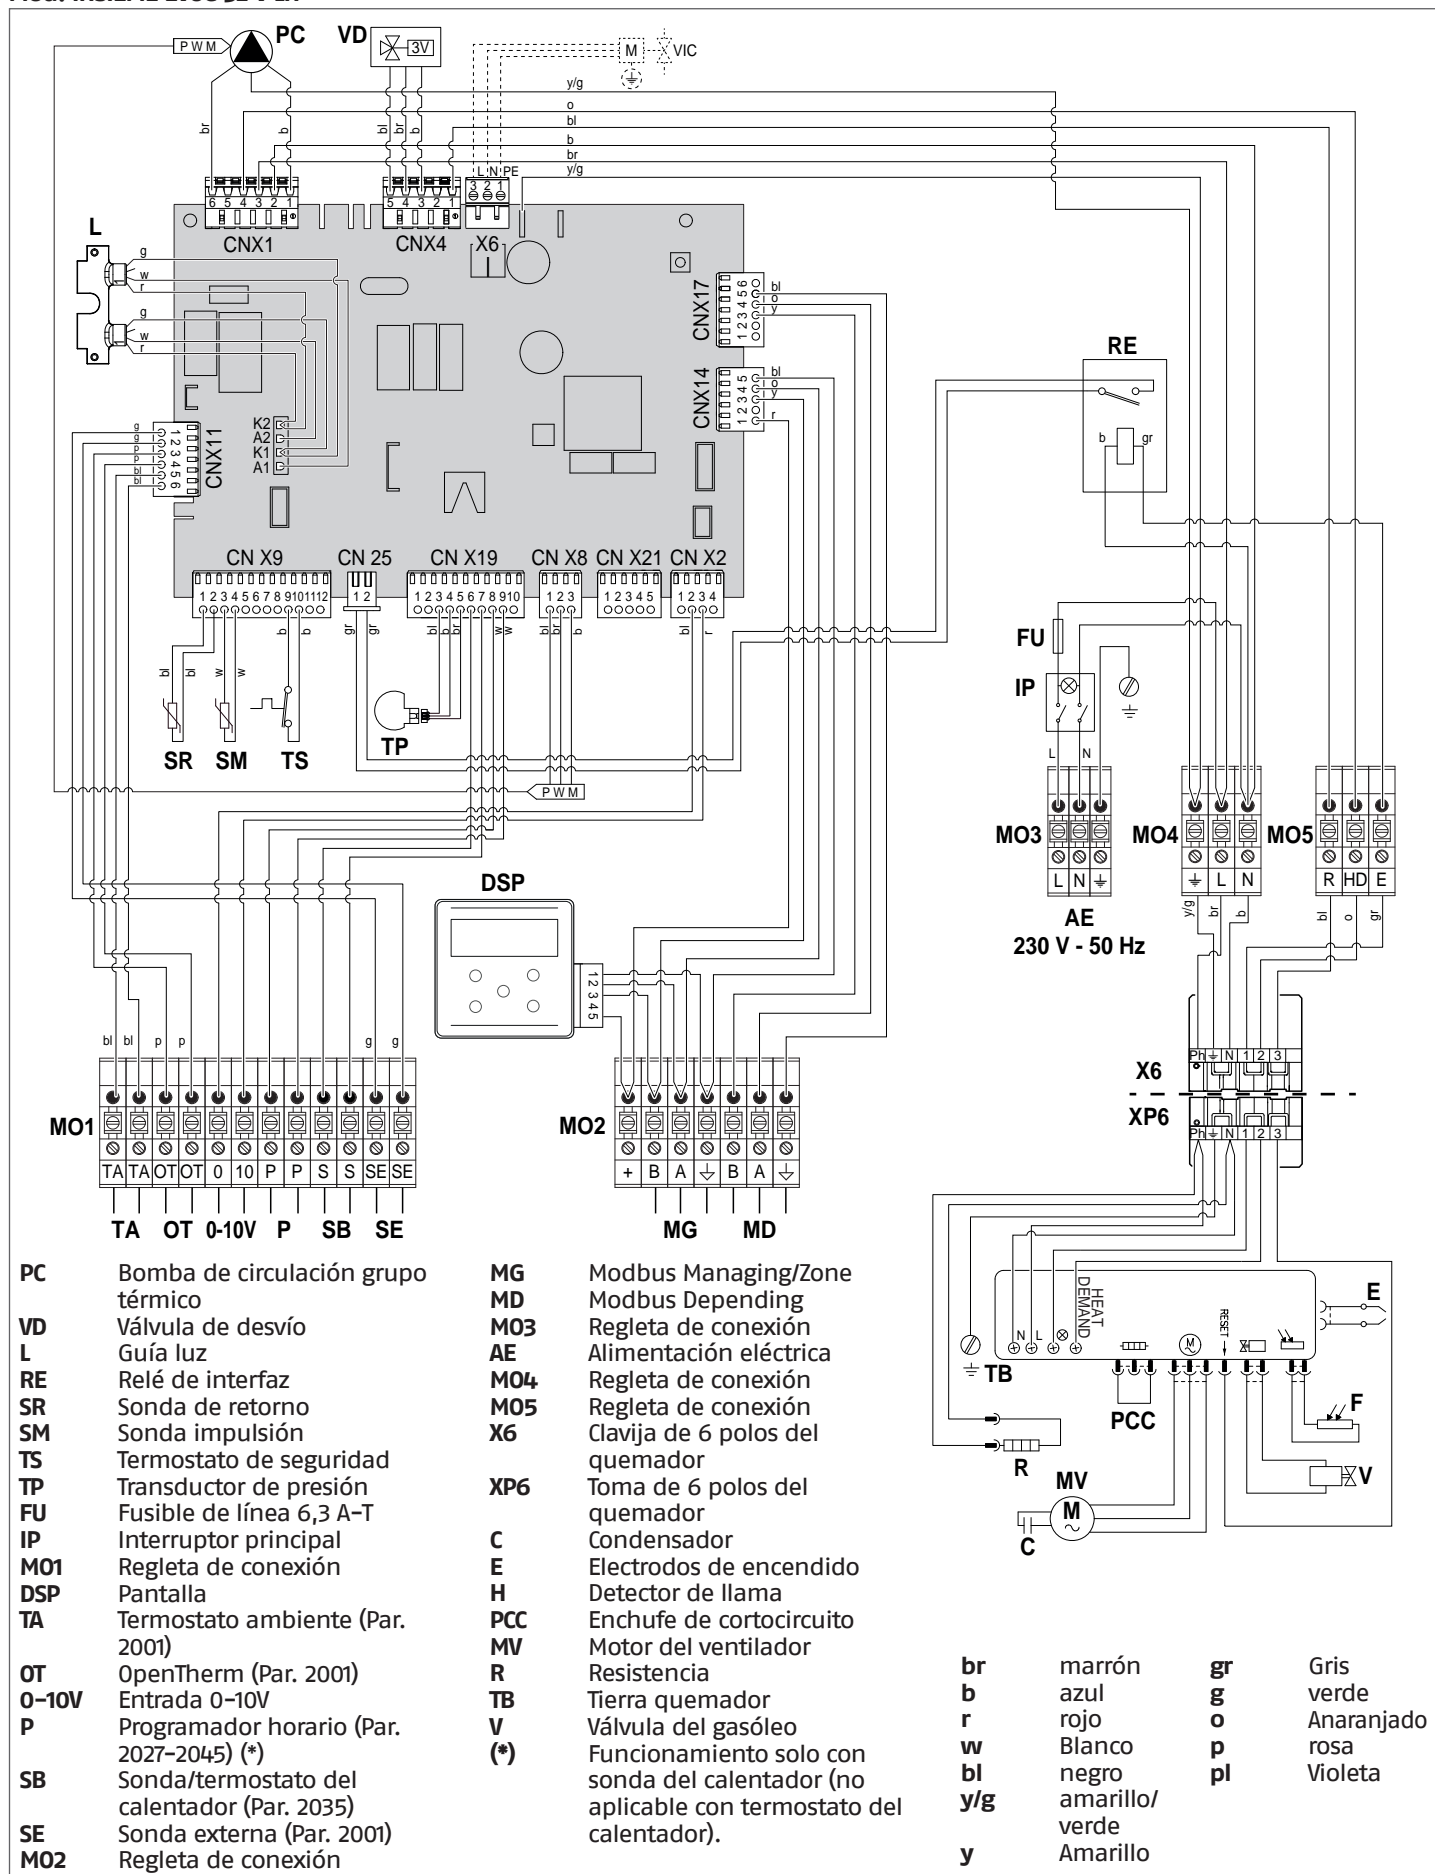 PWM
PC
VD
3V
M
VIC
y/g
o
bl
b
br
y/g
br
b
bl
br
b
L N PE
3 2 1
6 5 4 3 2 1
5 4 3 2 1
CNX1
CNX4
X6
L
g
w
r
g
w
r
CNX17
1 2 3 4 5 6
bl
o
y
CNX14
1 2 3 4 5
bl
o
y
r
RE
b
gr
K2
A2
K1
A1
CNX11
1 2 3 4 5 6
g
g
p
p
bl
bl
CN X9
CN 25
CN X19
CN X8
CN X21
CN X2
1 2 3 4 5 6 7 8 9 10 11 12
1 2
1 2 3 4 5 6 7 8 9 10
1 2 3
1 2 3 4 5
1 2 3 4
b
b
gr
gr
bl
b
br
w
w
bl
br
b
bl
r
bl
bl
w
w
SR
SM
TS
TP
PWM
FU
IP
L
N
MO3
MO4
MO5
L N
L N
R HD E
AE
230 V - 50 Hz
y/g
br
b
bl
o
gr
DSP
1 2 3 4 5
bl
bl
p
p
g
g
MO1
TA TA OT OT 0 10 P P S S SE SE
TA
OT
0-10V
P
SB
SE
MO2
+ B A B A
MG
MD
Ph N 1 2 3
X6
XP6
Ph N 1 2 3
HEAT DEMAND
N
L
M
RESET
TB
PCC
E
F
R
V
MV
M
C
PC Bomba de circulación grupo
térmico
VD Válvula de desvío
L Guía luz
RE Relé de interfaz
SR Sonda de retorno
SM Sonda impulsión
TS Termostato de seguridad
TP Transductor de presión
FU Fusible de línea 6,3 A-T
IP Interruptor principal
MO1 Regleta de conexión
DSP Pantalla
TA Termostato ambiente (Par.
2001)
OT OpenTherm (Par. 2001)
0-10V Entrada 0-10V
P Programador horario (Par.
2027-2045) (*)
SB Sonda/termostato del
calentador (Par. 2035)
SE Sonda externa (Par. 2001)
MO2 Regleta de conexión
MG Modbus Managing/Zone
MD Modbus Depending
MO3 Regleta de conexión
AE Alimentación eléctrica
MO4 Regleta de conexión
MO5 Regleta de conexión
X6 Clavija de 6 polos del
quemador
XP6 Toma de 6 polos del
quemador
C Condensador
E Electrodos de encendido
H Detector de llama
PCC Enchufe de cortocircuito
MV Motor del ventilador
R Resistencia
TB Tierra quemador
V Válvula del gasóleo
(*) Funcionamiento solo con
sonda del calentador (no
aplicable con termostato del
calentador).
br marrón
b azul
r rojo
w Blanco
bl negro
y/g amarillo/
verde
y Amarillo
gr Gris
g verde
o Anaranjado
p rosa
pl Violeta